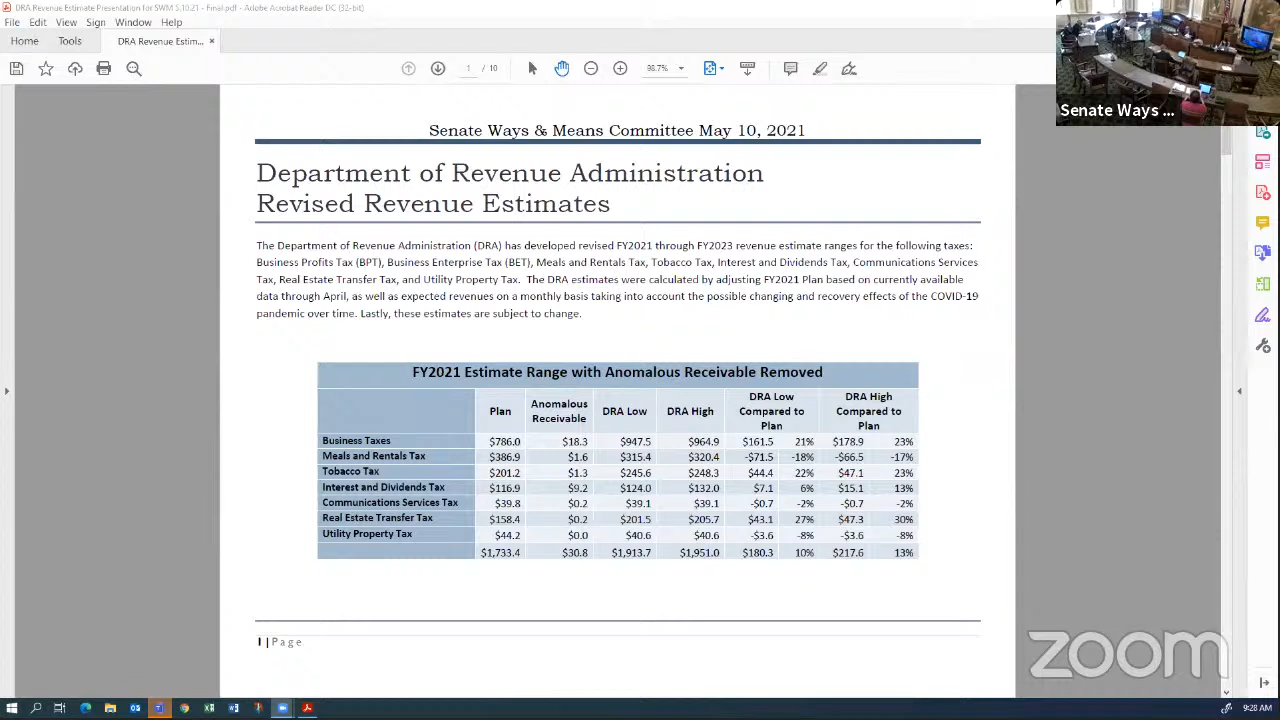 DRA Revenue Estimate Presentation for SWM 5.10.21 - Final.pdf - Adobe Acrobat Reader DC (32-bit)
File Edit View Sign Window Help
Home Tools DRA Revenue Estim... ×
1 / 10 98.7%
Senate Ways ...
Senate Ways & Means Committee May 10, 2021
Department of Revenue Administration
Revised Revenue Estimates
The Department of Revenue Administration (DRA) has developed revised FY2021 through FY2023 revenue estimate ranges for the following taxes:
Business Profits Tax (BPT), Business Enterprise Tax (BET), Meals and Rentals Tax, Tobacco Tax, Interest and Dividends Tax, Communications Services
Tax, Real Estate Transfer Tax, and Utility Property Tax. The DRA estimates were calculated by adjusting FY2021 Plan based on currently available
data through April, as well as expected revenues on a monthly basis taking into account the possible changing and recovery effects of the COVID-19
pandemic over time. Lastly, these estimates are subject to change.
FY2021 Estimate Range with Anomalous Receivable Removed
Plan Anomalous Receivable DRA Low DRA High DRA Low Compared to Plan DRA High Compared to Plan
Business Taxes $786.0 $18.3 $947.5 $964.9 $161.5 21% $178.9 23%
Meals and Rentals Tax $386.9 $1.6 $315.4 $320.4 -$71.5 -18% -$66.5 -17%
Tobacco Tax $201.2 $1.3 $245.6 $248.3 $44.4 22% $47.1 23%
Interest and Dividends Tax $116.9 $9.2 $124.0 $132.0 $7.1 6% $15.1 13%
Communications Services Tax $39.8 $0.2 $39.1 $39.1 -$0.7 -2% -$0.7 -2%
Real Estate Transfer Tax $158.4 $0.2 $201.5 $205.7 $43.1 27% $47.3 30%
Utility Property Tax $44.2 $0.0 $40.6 $40.6 -$3.6 -8% -$3.6 -8%
$1,733.4 $30.8 $1,913.7 $1,951.0 $180.3 10% $217.6 13%
1 | Page
zoom
9:28 AM